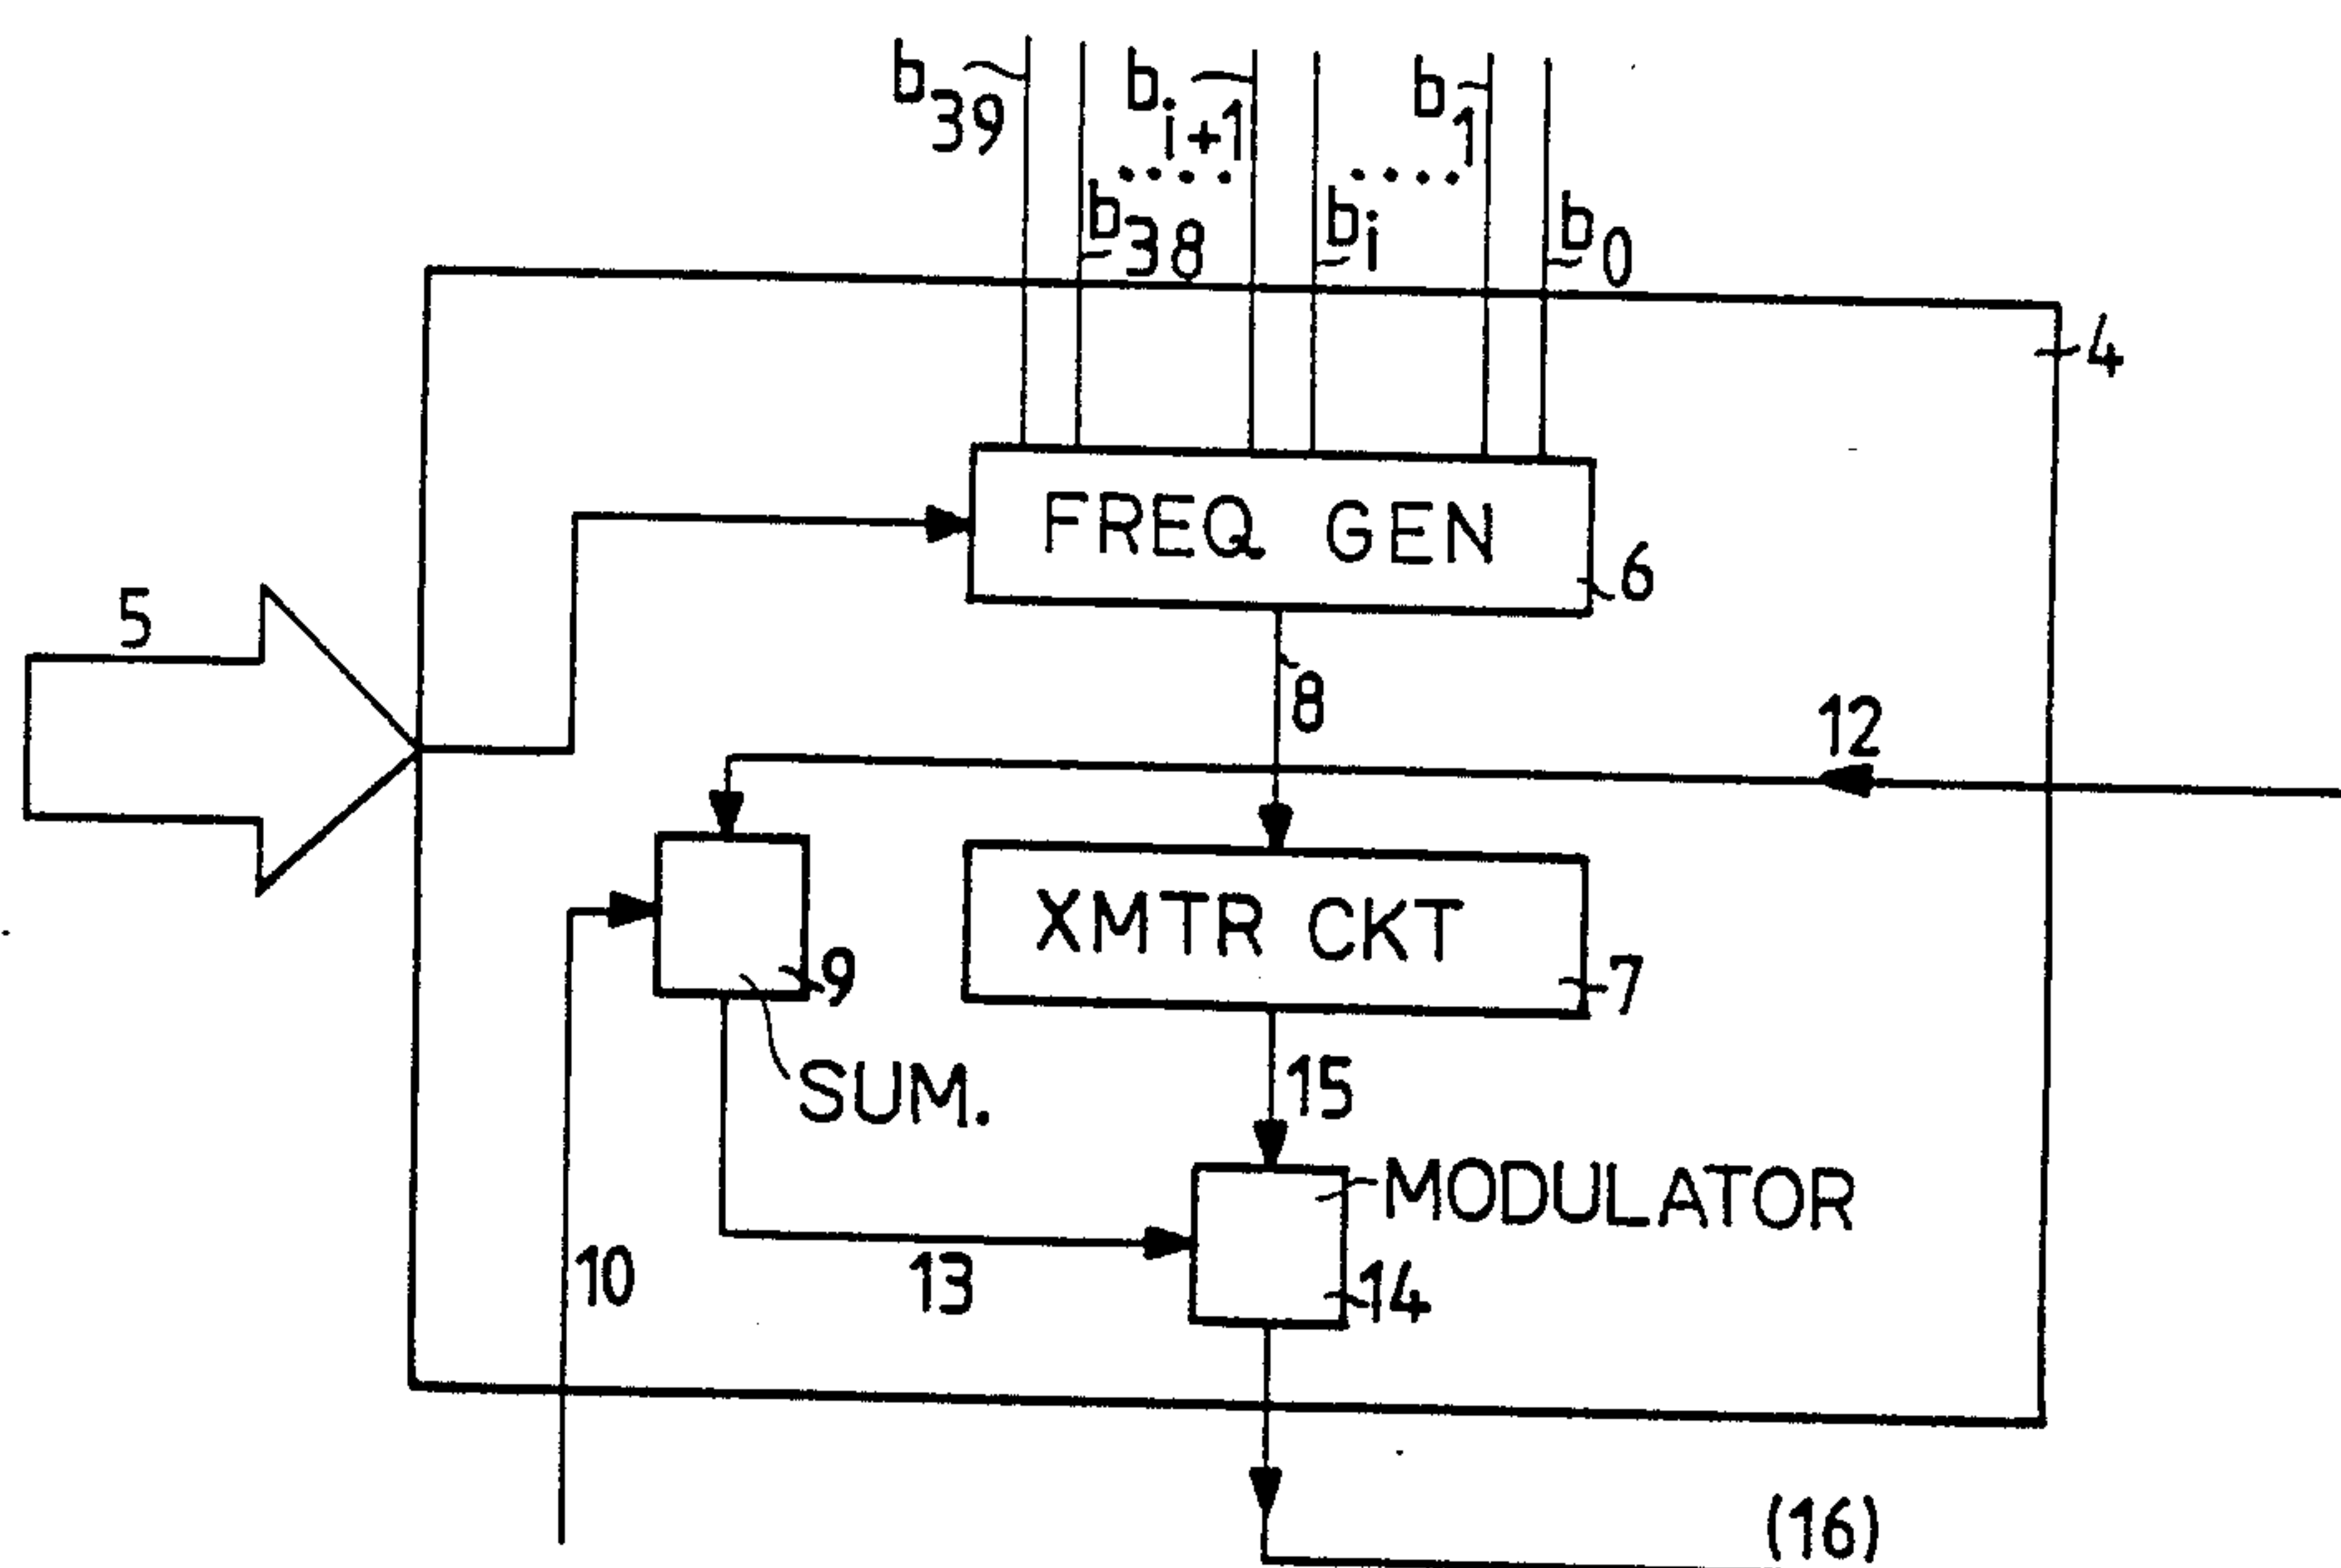 b39 bi+1 b1
b38 bi b0
4
FREQ GEN
6
5
8
12
XMTR CKT
9
7
SUM.
15
MODULATOR
10
13
14
(16)